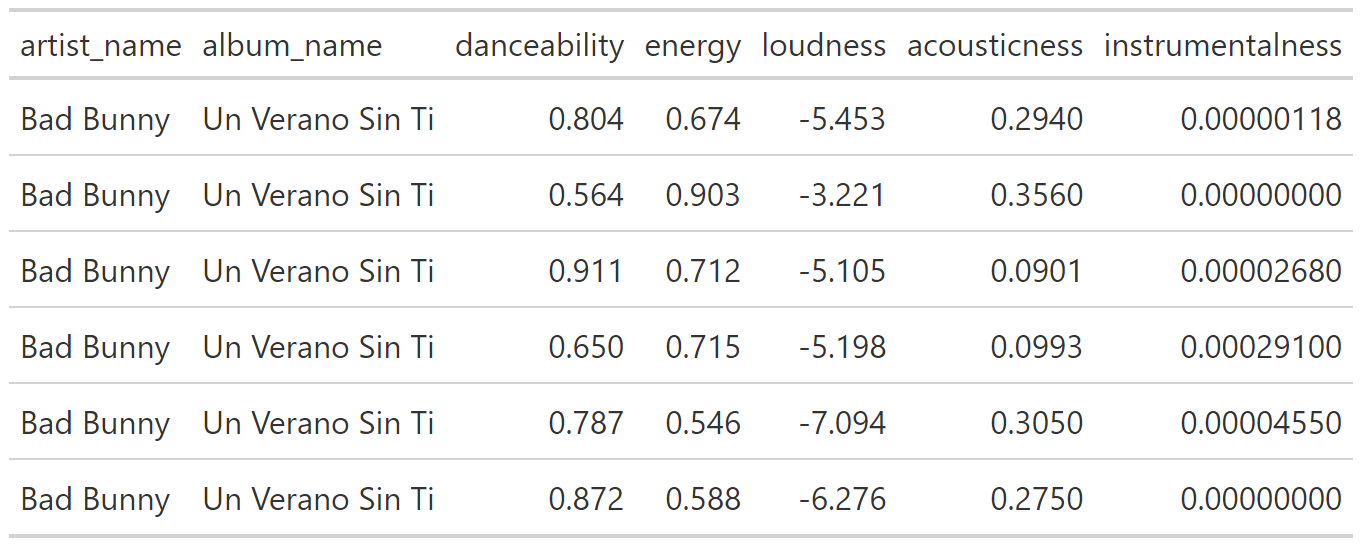 artist_name album_name danceability energy loudness acousticness instrumentalness
Bad Bunny Un Verano Sin Ti 0.804 0.674 -5.453 0.2940 0.00000118
Bad Bunny Un Verano Sin Ti 0.564 0.903 -3.221 0.3560 0.00000000
Bad Bunny Un Verano Sin Ti 0.911 0.712 -5.105 0.0901 0.00002680
Bad Bunny Un Verano Sin Ti 0.650 0.715 -5.198 0.0993 0.00029100
Bad Bunny Un Verano Sin Ti 0.787 0.546 -7.094 0.3050 0.00004550
Bad Bunny Un Verano Sin Ti 0.872 0.588 -6.276 0.2750 0.00000000